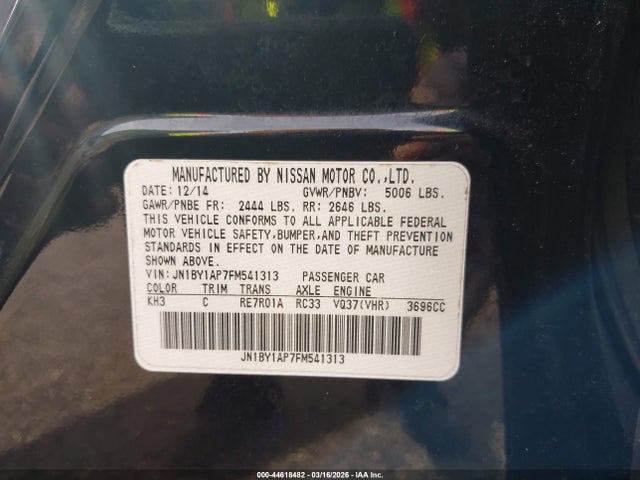 MANUFACTURED BY NISSAN MOTOR CO.,LTD.
DATE: 12/14 GVWR/PNBV: 5006 LBS.
GAWR/PNBE FR: 2444 LBS. RR: 2646 LBS.
THIS VEHICLE CONFORMS TO ALL APPLICABLE FEDERAL
MOTOR VEHICLE SAFETY,BUMPER,AND THEFT PREVENTION
STANDARDS IN EFFECT ON THE DATE OF MANUFACTURE
SHOWN ABOVE.
VIN: JN1BY1AP7FM541313 PASSENGER CAR
COLOR TRIM TRANS AXLE ENGINE
KH3 C RE7R01A RC33 VQ37(VHR) 3696CC
JN1BY1AP7FM541313
000-44618482 - 03/16/2026 - IAA Inc.